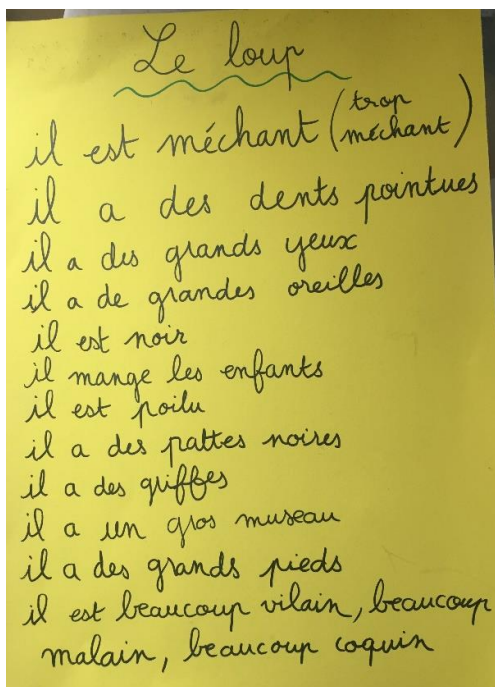 Le loup
il est méchant (trop méchant)
il a des dents pointues
il a des grands yeux
il a de grandes oreilles
il est noir
il mange les enfants
il est poilu
il a des pattes noires
il a des griffes
il a un gros museau
il a des grands pieds
il est beaucoup vilain, beaucoup
malain, beaucoup coquin